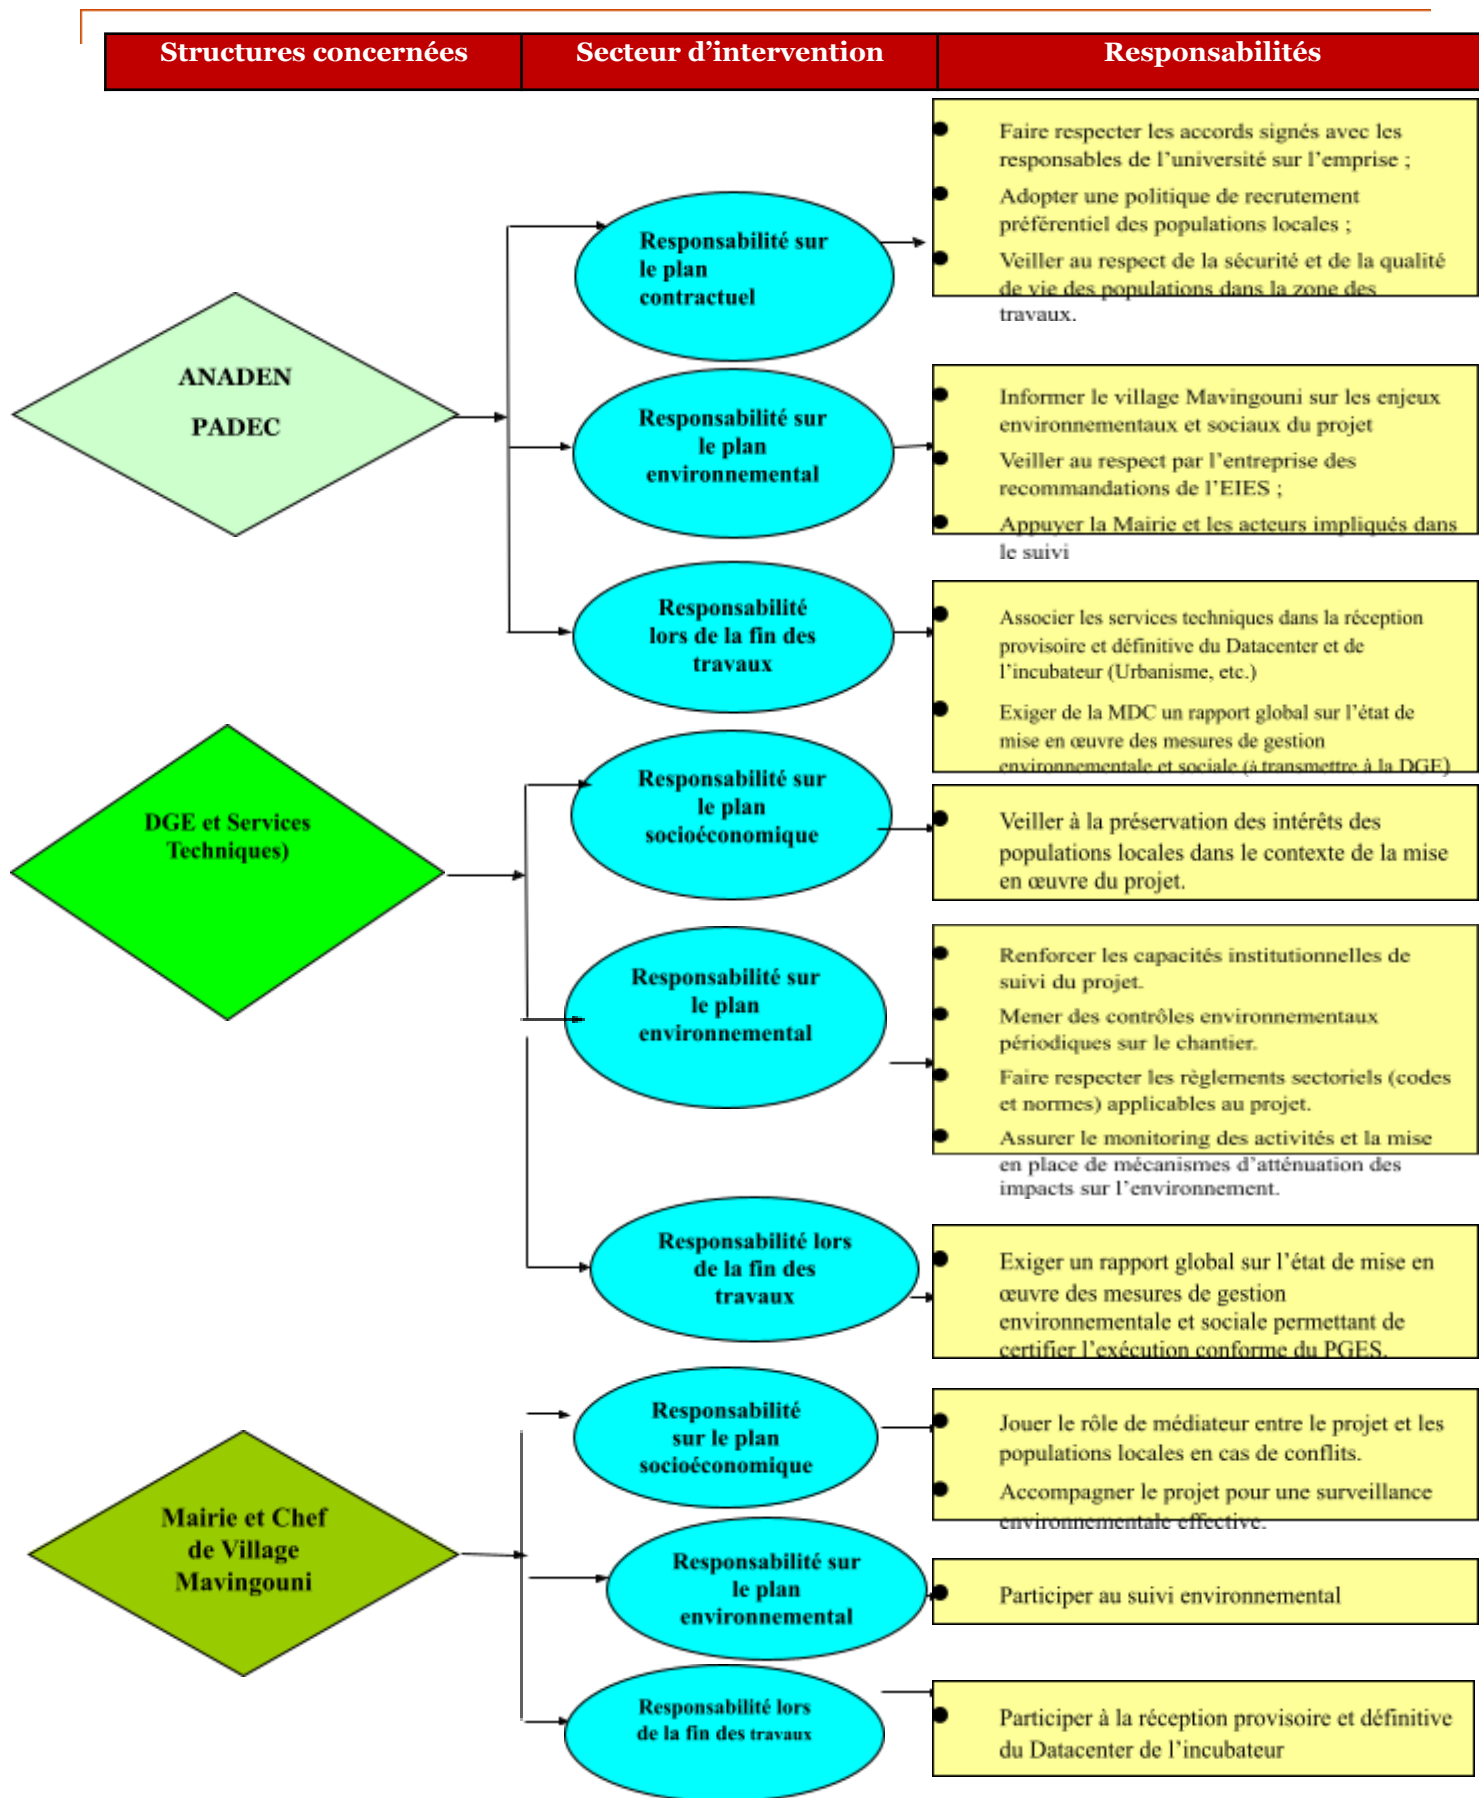 Structures concernées
Secteur d'intervention
Responsabilités
ANADEN
PADEC
Responsabilité sur
le plan
contractuel
Faire respecter les accords signés avec les
responsables de l'université sur l'emprise ;
Adopter une politique de recrutement
préférentiel des populations locales ;
Veiller au respect de la sécurité et de la qualité
de vie des populations dans la zone des
travaux.
Responsabilité sur
le plan
environnemental
Informer le village Mavingouni sur les enjeux
environnementaux et sociaux du projet
Veiller au respect par l'entreprise des
recommandations de l'EIES ;
Appuyer la Mairie et les acteurs impliqués dans
le suivi
Responsabilité
lors de la fin des
travaux
Associer les services techniques dans la réception
provisoire et définitive du Datacenter et de
l'incubateur (Urbanisme, etc.)
Exiger de la MDC un rapport global sur l'état de
mise en œuvre des mesures de gestion
environnementale et sociale (à transmettre à la DGE)
DGE et Services
Techniques)
Responsabilité sur
le plan
socioéconomique
Veiller à la préservation des intérêts des
populations locales dans le contexte de la mise
en œuvre du projet.
Responsabilité sur
le plan
environnemental
Renforcer les capacités institutionnelles de
suivi du projet.
Mener des contrôles environnementaux
périodiques sur le chantier.
Faire respecter les règlements sectoriels (codes
et normes) applicables au projet.
Assurer le monitoring des activités et la mise
en place de mécanismes d'atténuation des
impacts sur l'environnement.
Responsabilité lors
de la fin des
travaux
Exiger un rapport global sur l'état de mise en
œuvre des mesures de gestion
environnementale et sociale permettant de
certifier l'exécution conforme du PGES.
Mairie et Chef
de Village
Mavingouni
Responsabilité
sur le plan
socioéconomique
Jouer le rôle de médiateur entre le projet et les
populations locales en cas de conflits.
Accompagner le projet pour une surveillance
environnementale effective.
Responsabilité sur
le plan
environnemental
Participer au suivi environnemental
Responsabilité lors
de la fin des travaux
Participer à la réception provisoire et définitive
du Datacenter de l'incubateur